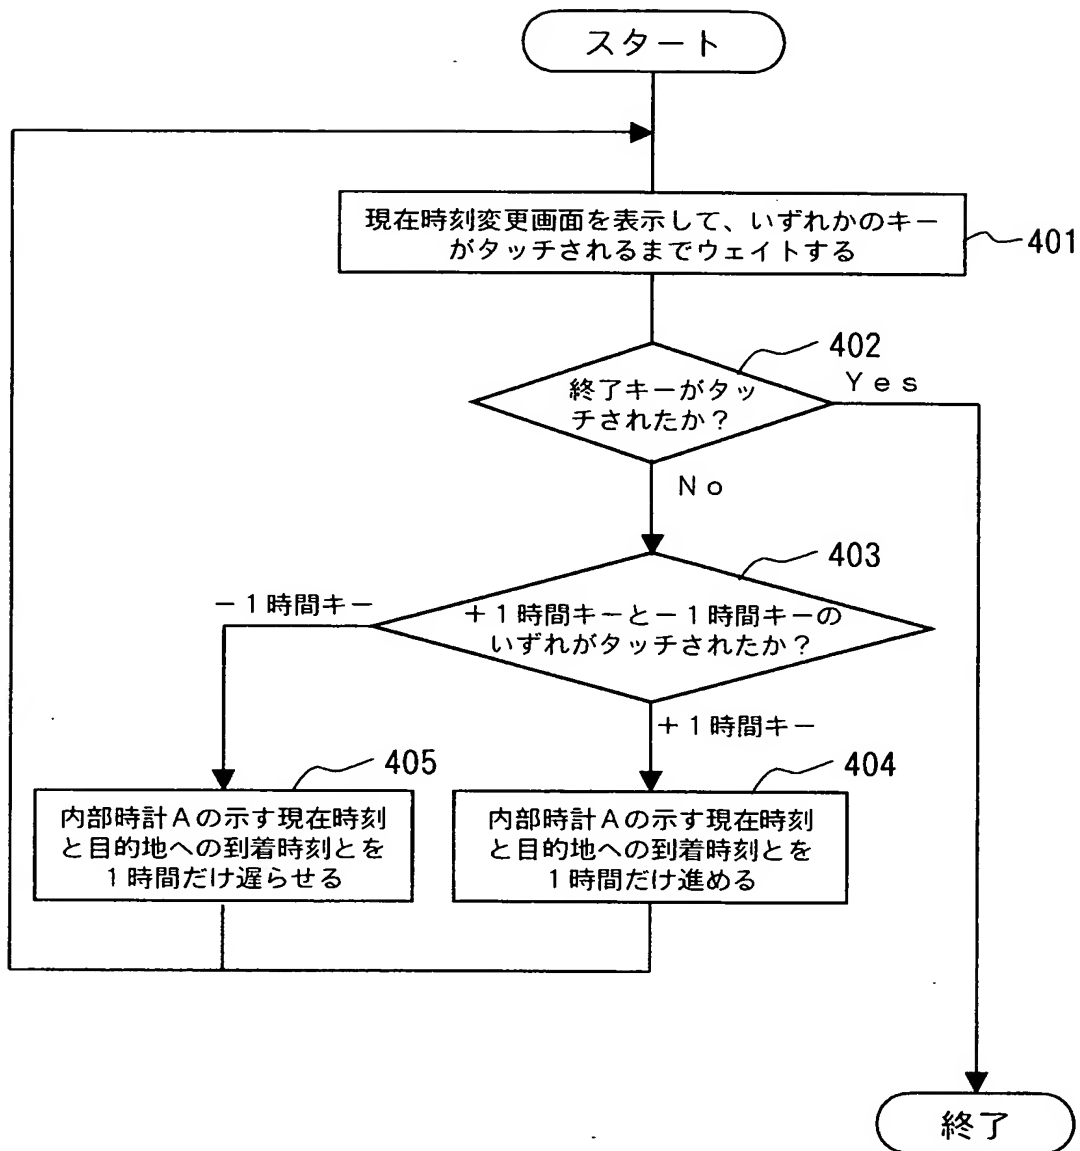 スタート
現在時刻変更画面を表示して、いずれかのキー
がタッチされるまでウェイトする
401
402
終了キーがタッ
チされたか？
Yes
No
403
－１時間キー
＋１時間キーと－１時間キーの
いずれがタッチされたか？
＋１時間キー
405
404
内部時計Ａの示す現在時刻
と目的地への到着時刻とを
１時間だけ遅らせる
内部時計Ａの示す現在時刻
と目的地への到着時刻とを
１時間だけ進める
終了